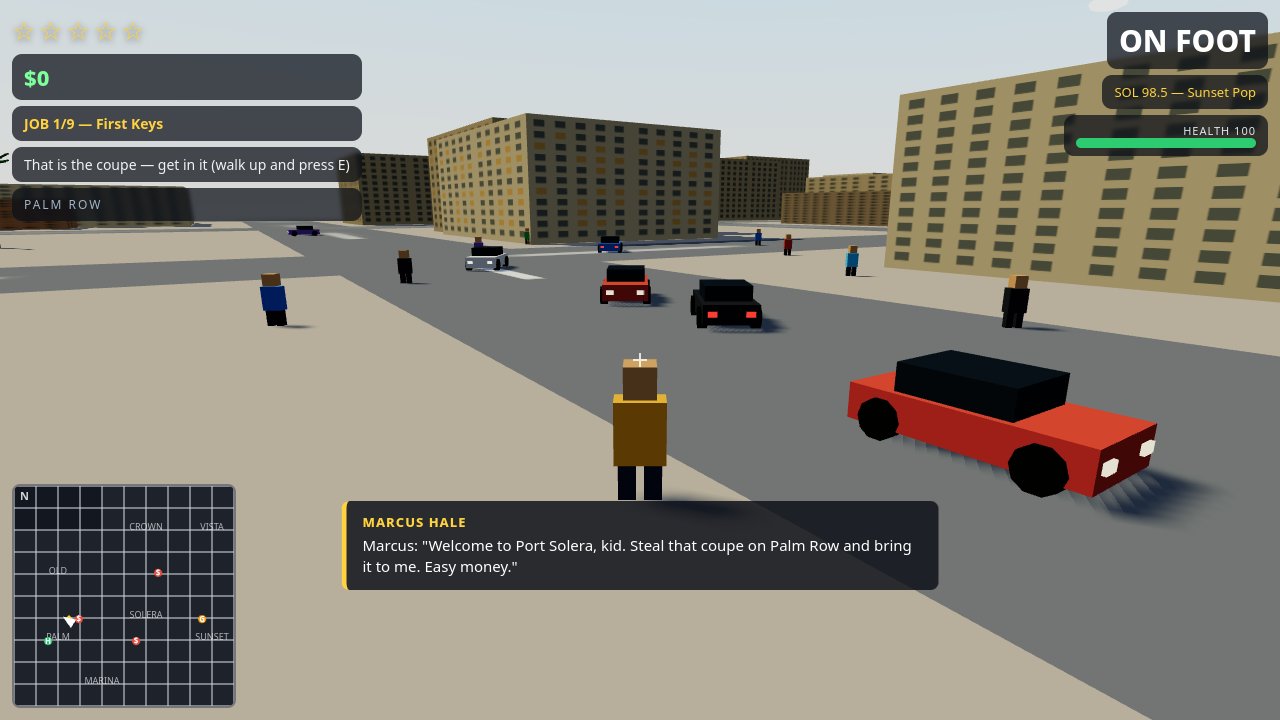 $0
JOB 1/9 — First Keys
That is the coupe — get in it (walk up and press E)
PALM ROW
ON FOOT
SOL 98.5 — Sunset Pop
HEALTH 100
MARCUS HALE
Marcus: "Welcome to Port Solera, kid. Steal that coupe on Palm Row and bring
it to me. Easy money."
N
CROWN
VISTA
OLD
$
SOLERA
$
G
PALM
H
SUNSET
$
MARINA